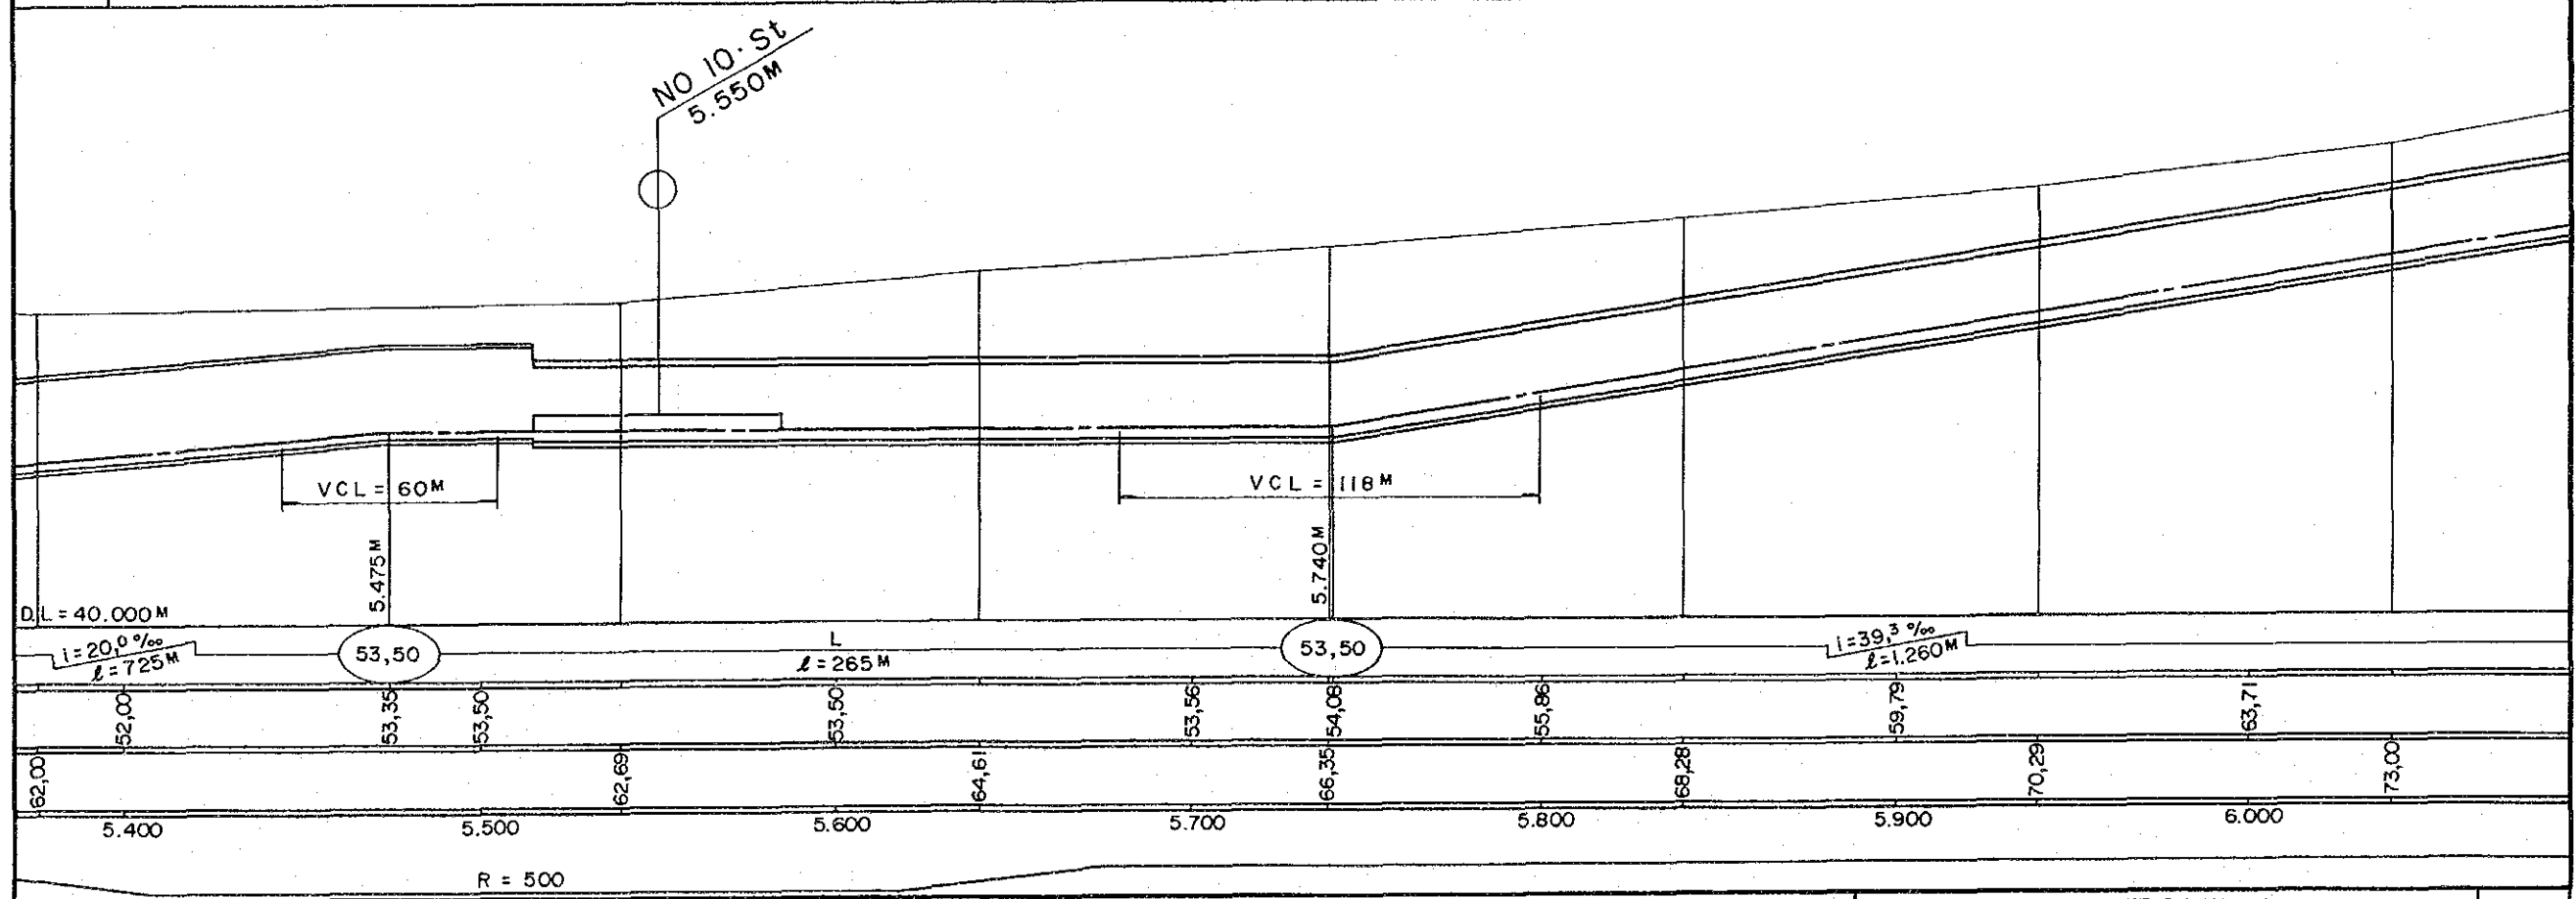 NO 10· St
5.550M
VCL = 60M
VCL = 118M
5.475M
5.740M
D.L = 40.000M
i=20,0 ‰
ℓ=725M
53,50
L
ℓ=265M
53,50
i=39,3 ‰
ℓ=1.260M
52,00 53,35 53,50 53,50 53,56 54,08 55,86 59,79 63,71
62,00 62,69 64,61 66,35 68,28 70,29 73,00
5.400 5.500 5.600 5.700 5.800 5.900 6.000
R = 500